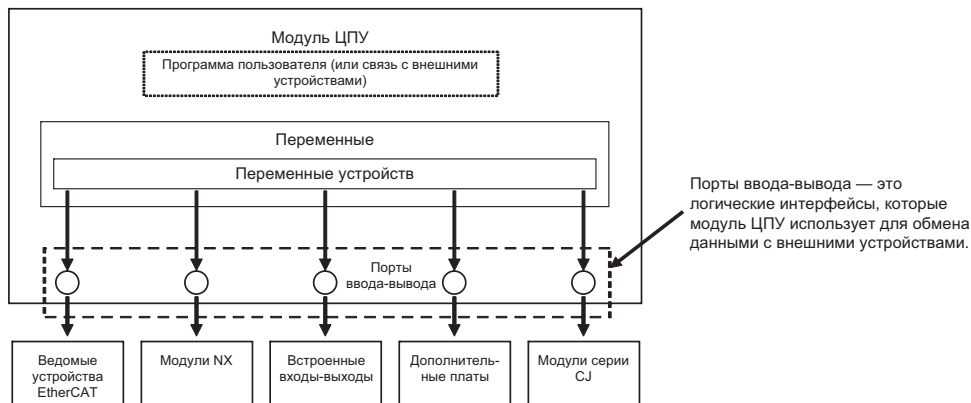 Модуль ЦПУ
Программа пользователя (или связь с внешними
устройствами)
Переменные
Переменные устройств
Порты ввода-вывода — это
логические интерфейсы, которые
модуль ЦПУ использует для обмена
данными с внешними устройствами.
Порты
ввода-вывода
Ведомые
устройства
EtherCAT
Модули NX
Встроенные
входы-выходы
Дополнитель-
ные платы
Модули серии
CJ